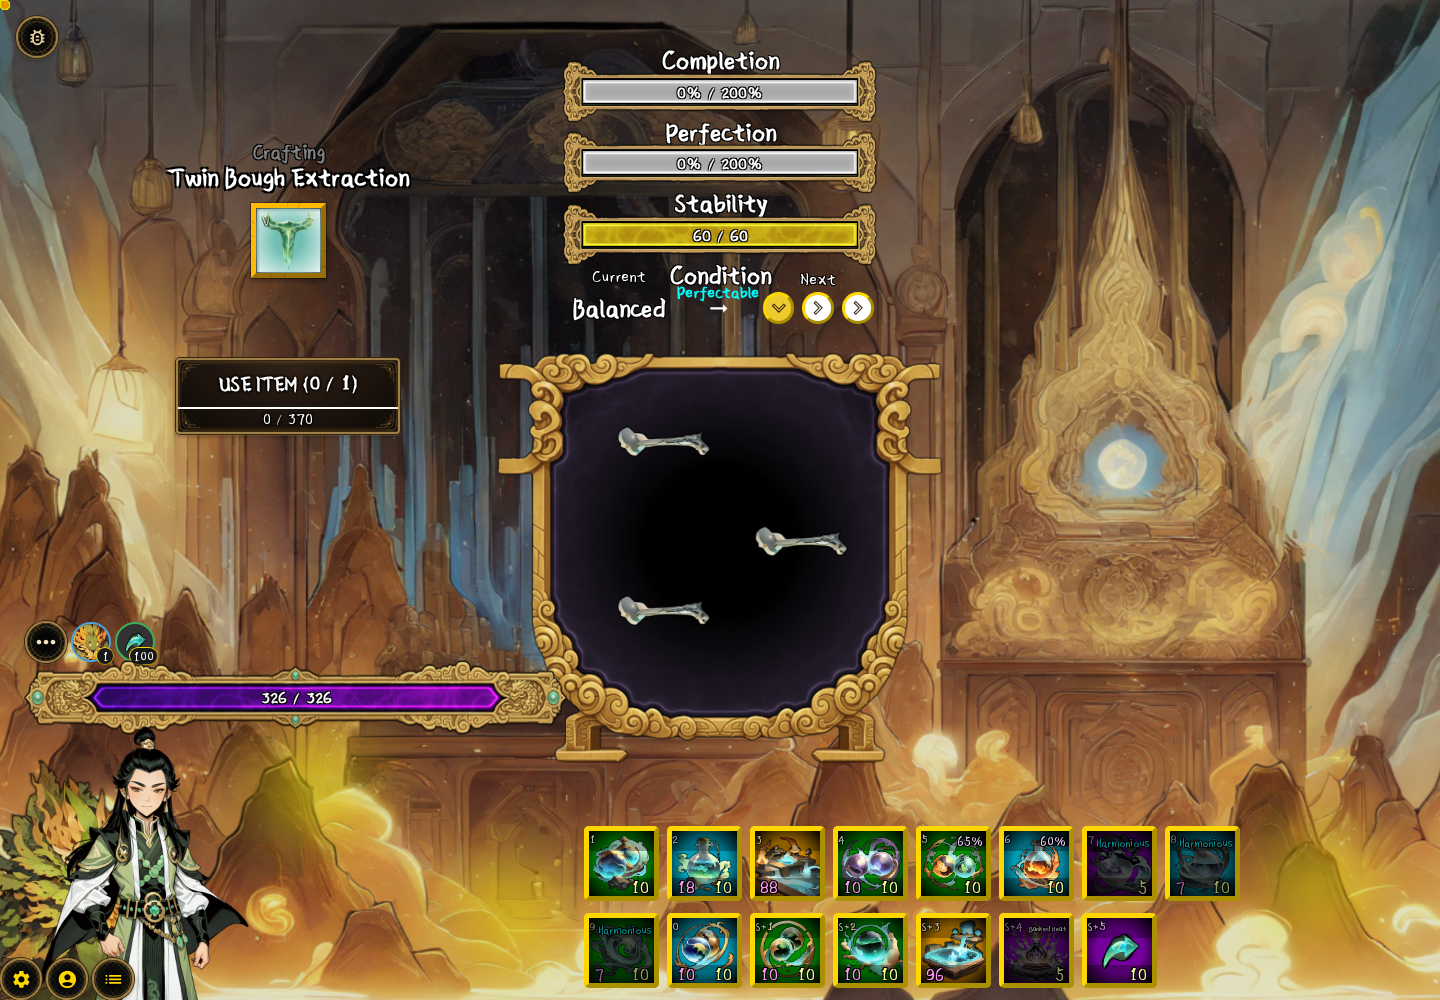 Completion
0% / 200%
Perfection
0% / 200%
Stability
60 / 60
Current
Condition
Next
Perfectable
Balanced
Crafting
Twin Bough Extraction
USE ITEM (0 / 1)
0 / 370
1
100
326 / 326
1
10
2
18
10
3
88
4
10
10
5
65%
10
6
60%
10
7
Harmonious
5
8
Harmonious
7
10
9
Harmonious
7
10
0
10
10
S+1
10
10
S+2
10
10
S+3
96
S+4
Banked Heat
5
S+5
10